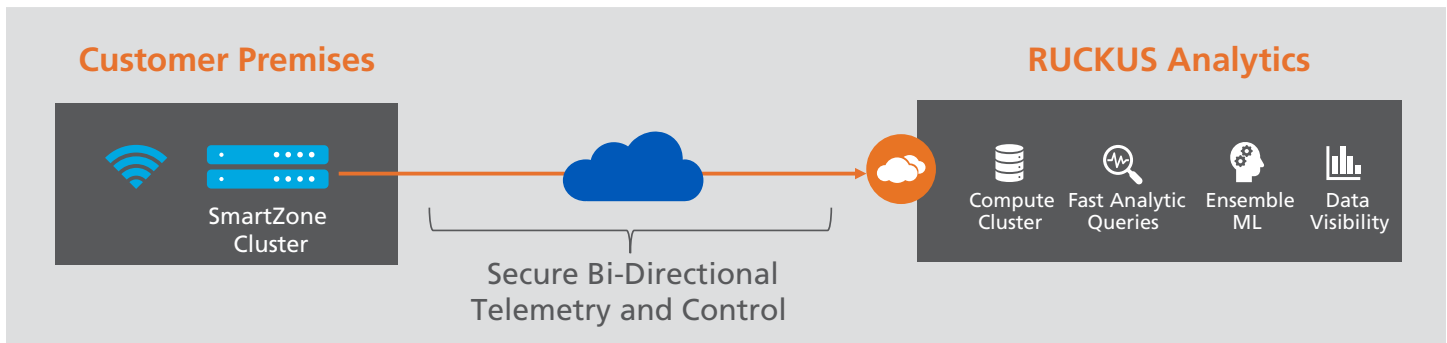 Customer Premises
RUCKUS Analytics
SmartZone
Cluster
Compute
Cluster
Fast Analytic
Queries
Ensemble
ML
Data
Visibility
Secure Bi-Directional
Telemetry and Control